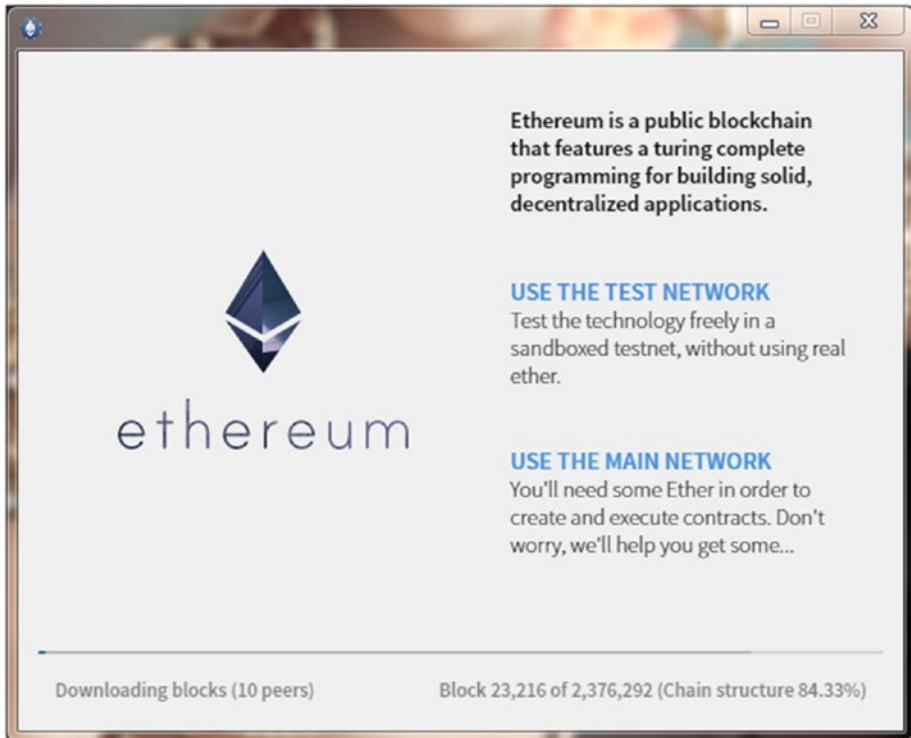 Ethereum is a public blockchain
that features a turing complete
programming for building solid,
decentralized applications.
ethereum
USE THE TEST NETWORK
Test the technology freely in a
sandboxed testnet, without using real
ether.
USE THE MAIN NETWORK
You'll need some Ether in order to
create and execute contracts. Don't
worry, we'll help you get some...
Downloading blocks (10 peers)
Block 23,216 of 2,376,292 (Chain structure 84.33%)